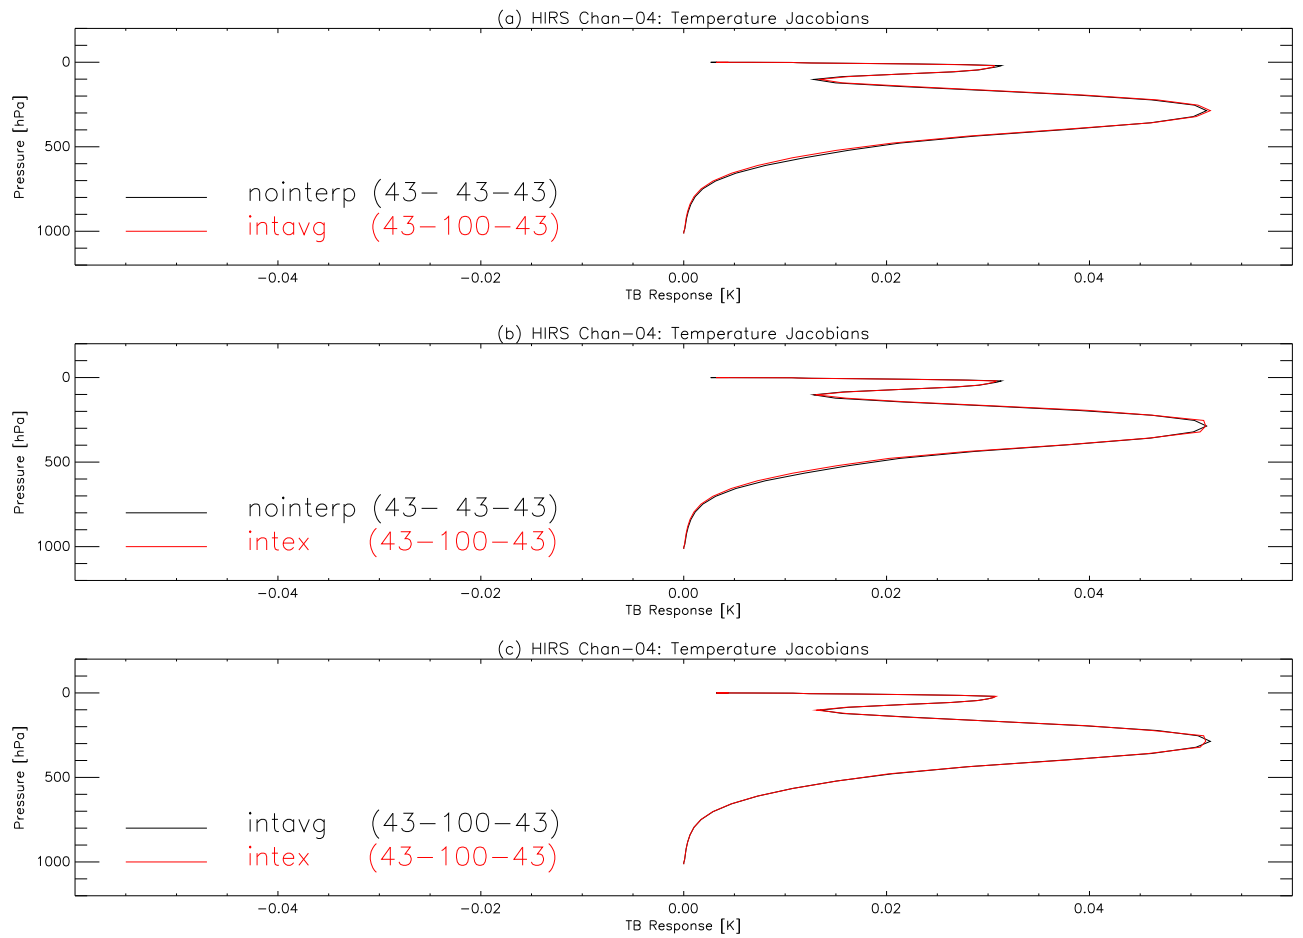 (a) HIRS Chan-04: Temperature Jacobians
0
500
1000
Pressure [hPa]
nointerp (43- 43-43)
intavg (43-100-43)
-0.04 -0.02 0.00 0.02 0.04
TB Response [K]
(b) HIRS Chan-04: Temperature Jacobians
0
500
1000
Pressure [hPa]
nointerp (43- 43-43)
intex (43-100-43)
-0.04 -0.02 0.00 0.02 0.04
TB Response [K]
(c) HIRS Chan-04: Temperature Jacobians
0
500
1000
Pressure [hPa]
intavg (43-100-43)
intex (43-100-43)
-0.04 -0.02 0.00 0.02 0.04
TB Response [K]